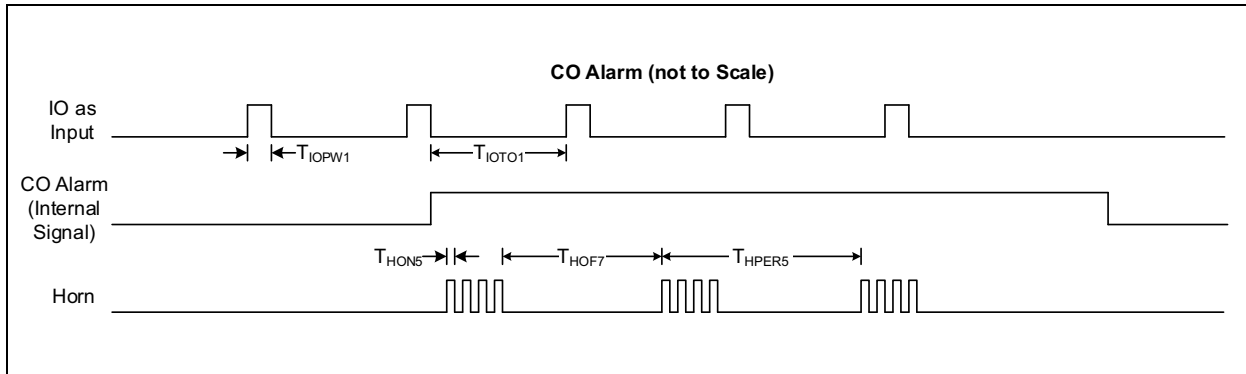 CO Alarm (not to Scale)
IO as
Input
TIOPW1
TIOTO1
CO Alarm
(Internal
Signal)
THON5
THOF7
THPER5
Horn